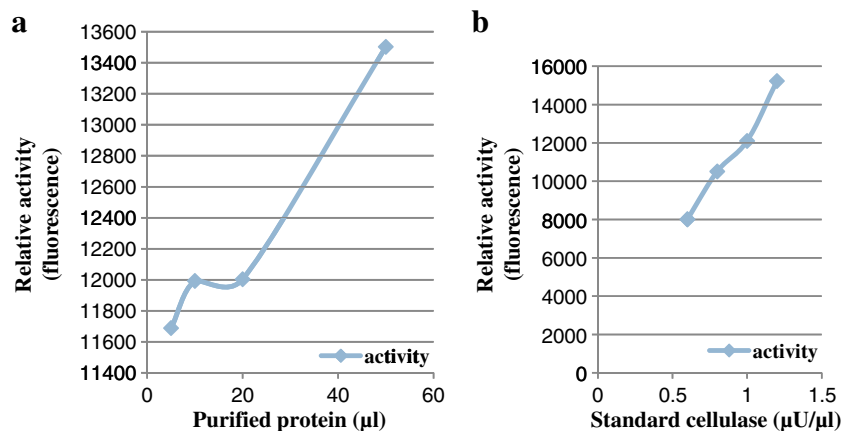 a
Relative activity
(fluorescence)
13600
13400
13200
13000
12800
12600
12400
12200
12000
11800
11600
11400
0
20
40
60
activity
Purified protein (µl)
b
Relative activity
(fluorescence)
16000
14000
12000
10000
8000
6000
4000
2000
0
0
0.5
1
1.5
activity
Standard cellulase (µU/µl)